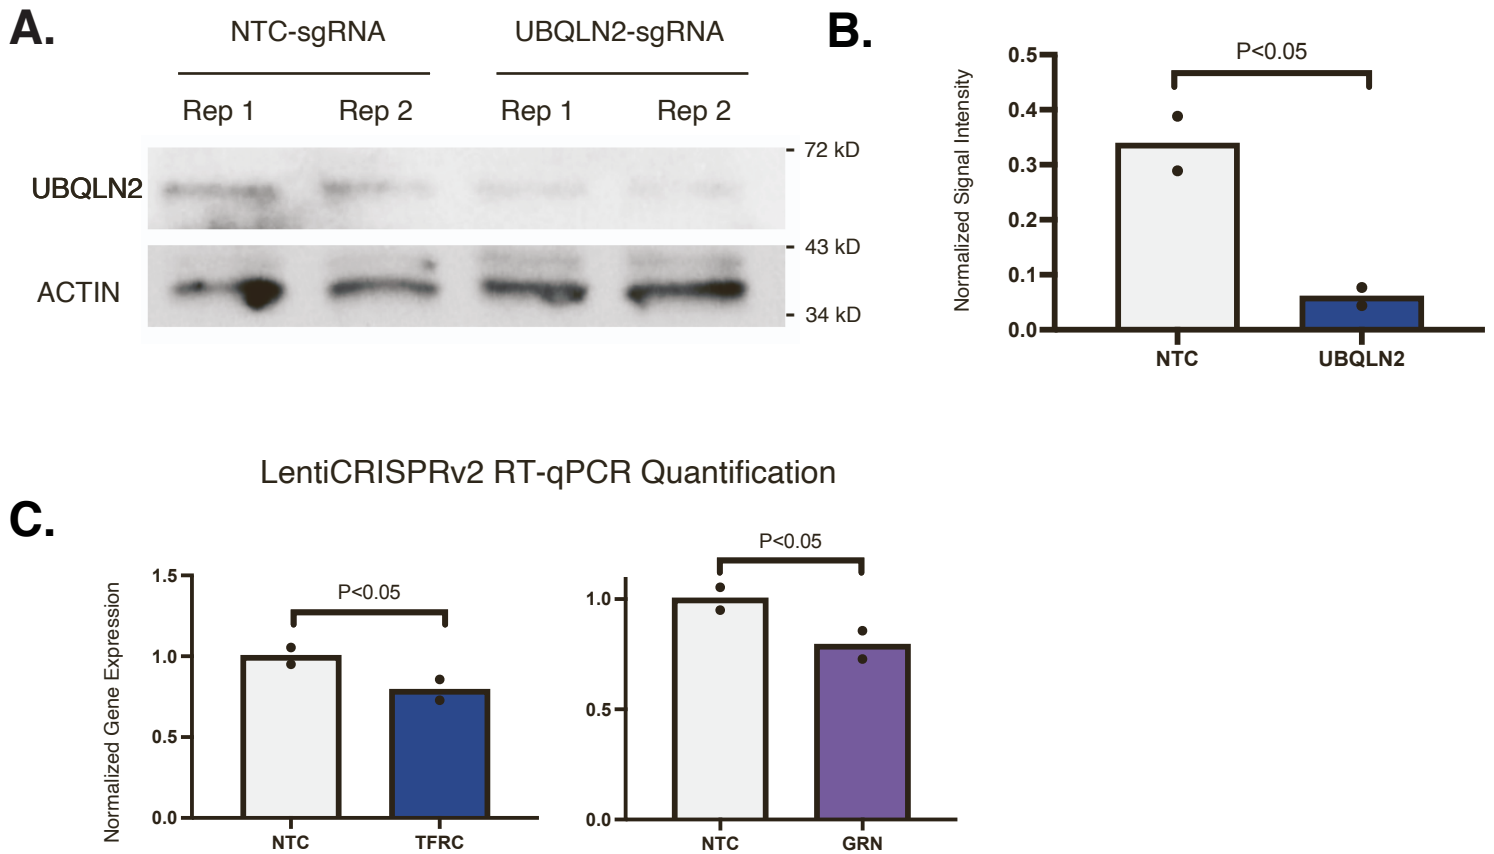 A.
NTC-sgRNA UBQLN2-sgRNA
Rep 1 Rep 2 Rep 1 Rep 2
72 kD
UBQLN2
43 kD
ACTIN
34 kD
B.
P<0.05
Normalized Signal Intensity
0.5
0.4
0.3
0.2
0.1
0.0
NTC UBQLN2
LentiCRISPRv2 RT-qPCR Quantification
C.
P<0.05
Normalized Gene Expression
1.5
1.0
0.5
0.0
NTC TFRC
P<0.05
1.0
0.5
0.0
NTC GRN